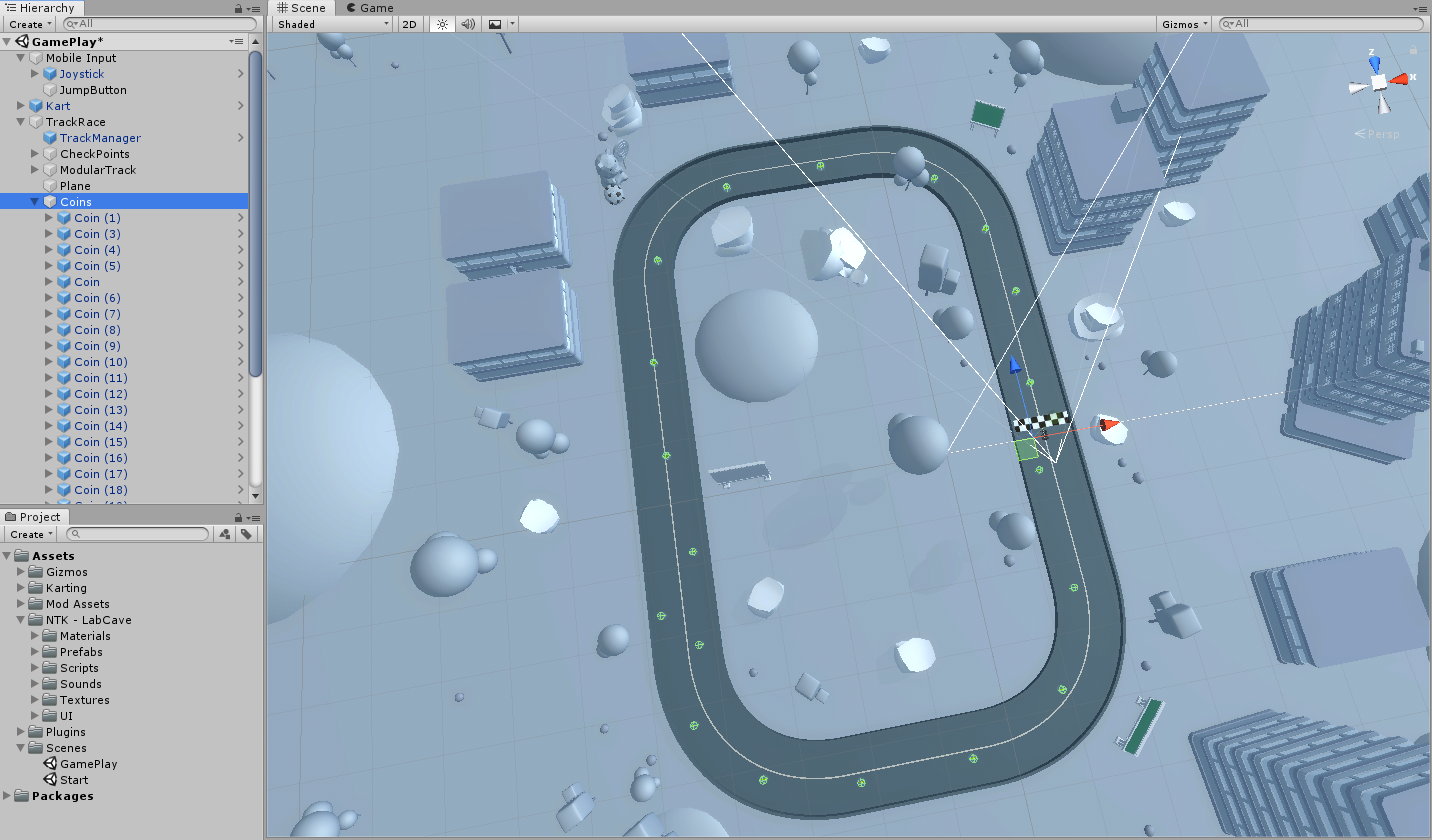 Hierarchy
Create
All
GamePlay*
Mobile Input
Joystick
JumpButton
Kart
TrackRace
TrackManager
CheckPoints
ModularTrack
Plane
Coins
Coin (1)
Coin (3)
Coin (4)
Coin (5)
Coin
Coin (6)
Coin (7)
Coin (8)
Coin (9)
Coin (10)
Coin (11)
Coin (12)
Coin (13)
Coin (14)
Coin (15)
Coin (16)
Coin (17)
Coin (18)
Project
Create
Assets
Gizmos
Karting
Mod Assets
NTK - LabCave
Materials
Prefabs
Scripts
Sounds
Textures
UI
Plugins
Scenes
GamePlay
Start
Packages
Scene
Game
Shaded
2D
Gizmos
All
z
x
Persp